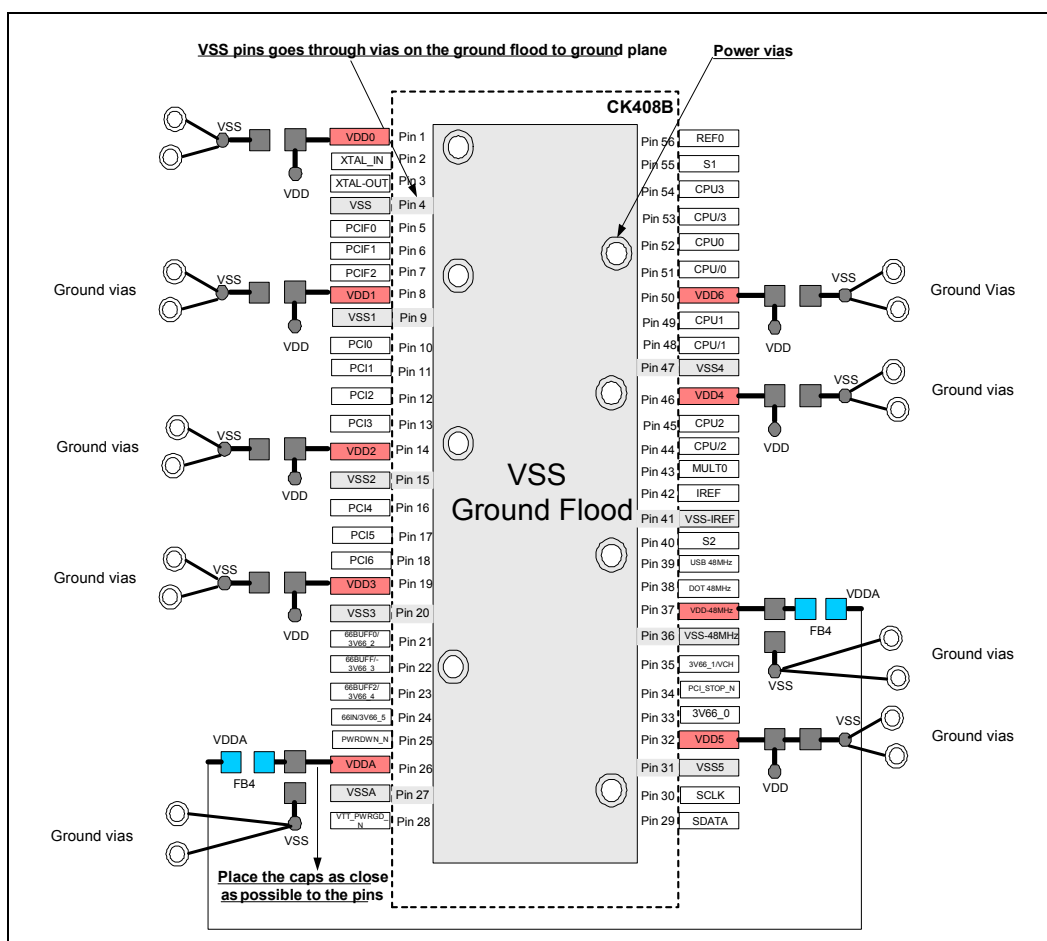 VSS pins goes through vias on the ground flood to ground plane
Power vias
CK408B
VSS
VDD
VDD0 Pin 1
XTAL_IN Pin 2
XTAL-OUT Pin 3
VSS Pin 4
PCIF0 Pin 5
PCIF1 Pin 6
PCIF2 Pin 7
Ground vias
VSS
VDD
VDD1 Pin 8
VSS1 Pin 9
PCI0 Pin 10
PCI1 Pin 11
PCI2 Pin 12
PCI3 Pin 13
Ground vias
VSS
VDD
VDD2 Pin 14
VSS2 Pin 15
PCI4 Pin 16
PCI5 Pin 17
PCI6 Pin 18
Ground vias
VSS
VDD
VDD3 Pin 19
VSS3 Pin 20
66BUFF0/
3V66_2
Pin 21
66BUFF/-
3V66_3
Pin 22
66BUFF2/
3V66_4
Pin 23
66IN/3V66_5 Pin 24
PWRDWN_N Pin 25
VDDA
FB4
VDDA Pin 26
VSSA Pin 27
VTT_PWRGD_
N
Pin 28
Ground vias
VSS
Place the caps as close
as possible to the pins
VSS
Ground Flood
Pin 56 REF0
Pin 55 S1
Pin 54 CPU3
Pin 53 CPU/3
Pin 52 CPU0
Pin 51 CPU/0
Pin 50 VDD6
VDD
VSS
Ground Vias
Pin 49 CPU1
Pin 48 CPU/1
Pin 47 VSS4
Pin 46 VDD4
VDD
VSS
Ground vias
Pin 45 CPU2
Pin 44 CPU/2
Pin 43 MULT0
Pin 42 IREF
Pin 41 VSS-IREF
Pin 40 S2
Pin 39 USB 48MHz
Pin 38 DOT 48MHz
Pin 37 VDD-48MHz
FB4
VDDA
Pin 36 VSS-48MHz
VSS
Ground vias
Pin 35 3V66_1/VCH
Pin 34 PCI_STOP_N
Pin 33 3V66_0
Pin 32 VDD5
VDD
VSS
Ground vias
Pin 31 VSS5
Pin 30 SCLK
Pin 29 SDATA